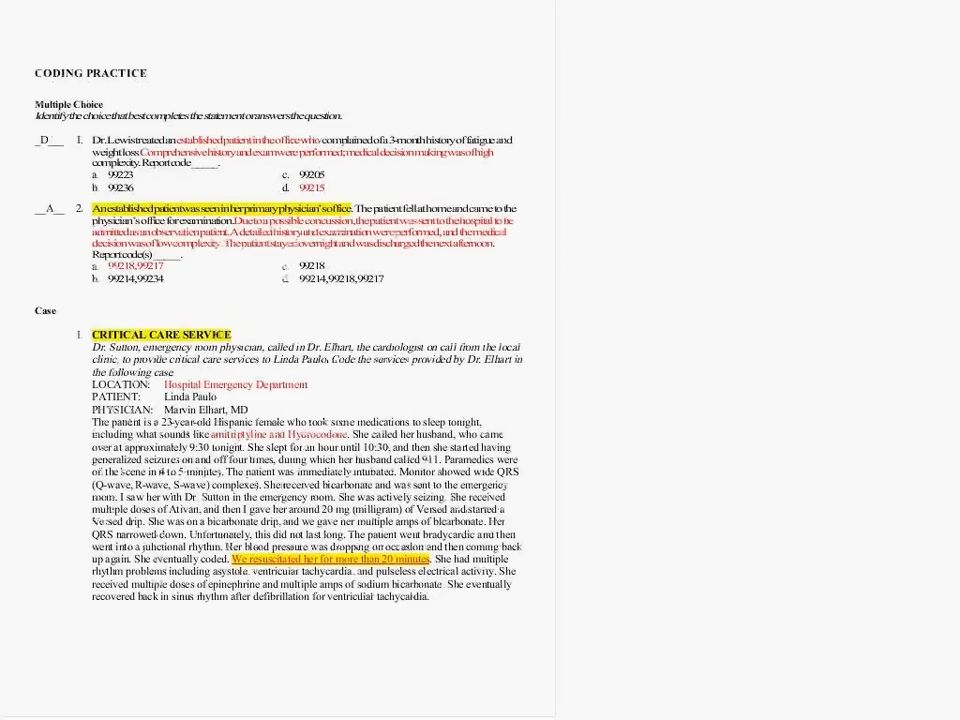 CODING PRACTICE
Multiple Choice
Identify the choice that best completes the statement or answers the question.
_D___ 1. Dr. Lewis treated an established patient in the office who complained of a 3-month history of fatigue and
weight loss. Comprehensive history and exam were performed; medical decision making was of high
complexity. Report code _____.
a. 99223 c. 99205
b. 99236 d. 99215
__A__ 2. An established patient was seen in her primary physician's office. The patient fell at home and came to the
physician's office for examination. Due to a possible concussion, the patient was sent to the hospital to be
admitted as an observation patient. A detailed history and examination were performed, and the medical
decision was of low complexity. The patient stayed overnight and was discharged the next afternoon.
Report code(s) _____.
a. 99218,99217 c. 99218
b. 99214,99234 d. 99214,99218,99217
Case
1 CRITICAL CARE SERVICE
Dr. Sutton, emergency room physician, called in Dr. Elhart, the cardiologist on call from the local
clinic, to provide critical care services to Linda Paulo. Code the services provided by Dr. Elhart in
the following case
LOCATION: Hospital Emergency Department
PATIENT: Linda Paulo
PHYSICIAN: Marvin Elhart, MD
The patient is a 23-year-old Hispanic female who took some medications to sleep tonight,
including what sounds like amitriptyline and Hydrocodone. She called her husband, who came
over at approximately 9:30 tonight. She slept for an hour until 10:30, and then she started having
generalized seizures on and off four times, during which her husband called 911. Paramedics were
of the scene in 4 to 5 minutes. The patient was immediately intubated. Monitor showed wide QRS
(Q-wave, R-wave, S-wave) complexes. She received bicarbonate and was sent to the emergency
room. I saw her with Dr. Sutton in the emergency room. She was actively seizing. She received
multiple doses of Ativan, and then I gave her around 20 mg (milligram) of Versed and started a
Versed drip. She was on a bicarbonate drip, and we gave her multiple amps of bicarbonate. Her
QRS narrowed down. Unfortunately, this did not last long. The patient went bradycardic and then
went into a junctional rhythm. Her blood pressure was dropping on occasion and then coming back
up again. She eventually coded. We resuscitated her for more than 20 minutes. She had multiple
rhythm problems including asystole, ventricular tachycardia, and pulseless electrical activity. She
received multiple doses of epinephrine and multiple amps of sodium bicarbonate. She eventually
recovered back in sinus rhythm after defibrillation for ventricular tachycardia.